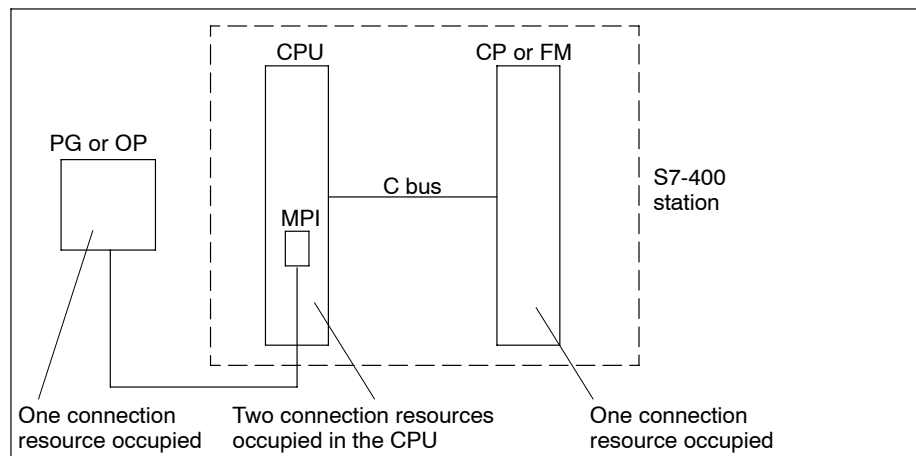 CPU
CP or FM
PG or OP
C bus
S7-400
station
MPI
One connection
resource occupied
Two connection resources
occupied in the CPU
One connection
resource occupied